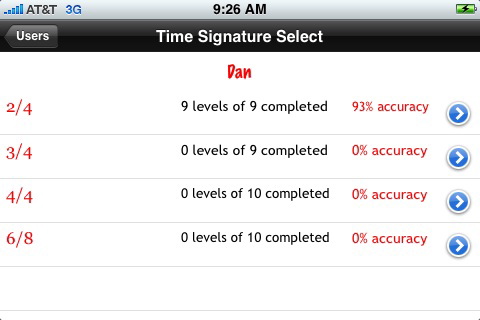 AT&T 3G 9:26 AM
Users Time Signature Select
Dan
2/4 9 levels of 9 completed 93% accuracy
3/4 0 levels of 9 completed 0% accuracy
4/4 0 levels of 10 completed 0% accuracy
6/8 0 levels of 10 completed 0% accuracy